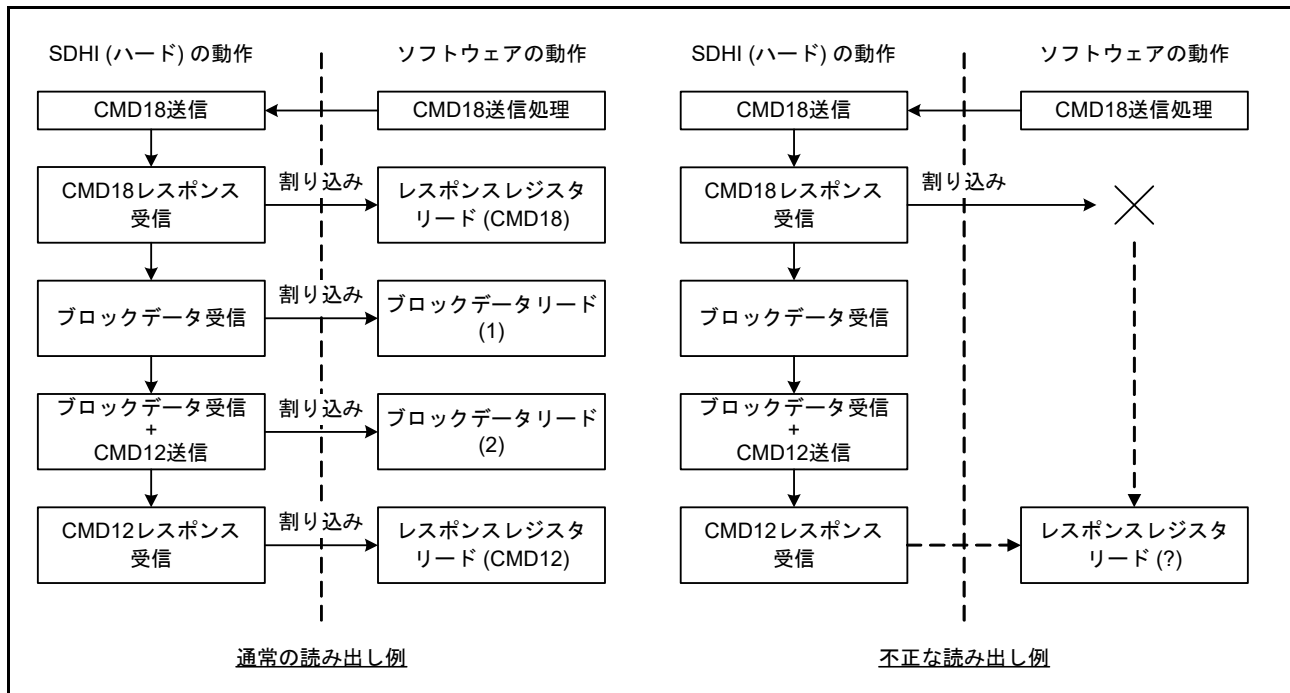 SDHI (ハード) の動作
ソフトウェアの動作
CMD18送信
CMD18送信処理
CMD18レスポンス
受信
割り込み
レスポンスレジスタ
リード (CMD18)
ブロックデータ受信
割り込み
ブロックデータリード
(1)
ブロックデータ受信
+
CMD12送信
割り込み
ブロックデータリード
(2)
CMD12レスポンス
受信
割り込み
レスポンスレジスタ
リード (CMD12)
通常の読み出し例
SDHI (ハード) の動作
ソフトウェアの動作
CMD18送信
CMD18送信処理
CMD18レスポンス
受信
割り込み
ブロックデータ受信
ブロックデータ受信
+
CMD12送信
CMD12レスポンス
受信
レスポンスレジスタ
リード (?)
不正な読み出し例